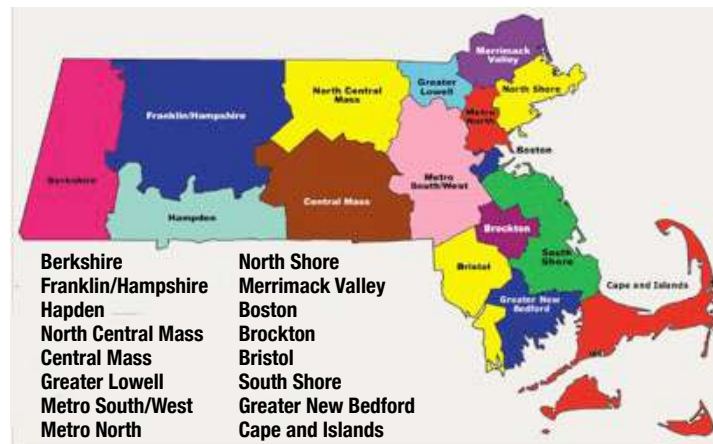 Merrimack
Valley
North Central
Mass
Greater
Lowell
North Shore
Franklin/Hampshire
Metro
North
Boston
Berkshire
Metro
South/West
Central Mass
Hampden
Brockton
South
Shore
Bristol
Cape and Islands
Greater New
Bedford
Berkshire
Franklin/Hampshire
Hapden
North Central Mass
Central Mass
Greater Lowell
Metro South/West
Metro North
North Shore
Merrimack Valley
Boston
Brockton
Bristol
South Shore
Greater New Bedford
Cape and Islands